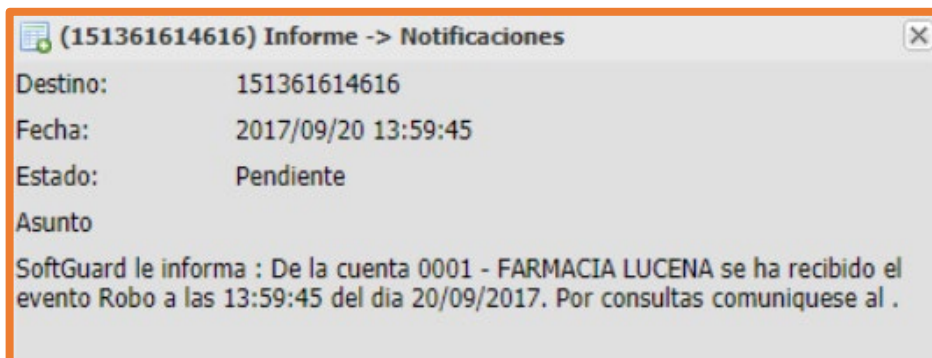 (151361614616) Informe -> Notificaciones
Destino: 151361614616
Fecha: 2017/09/20 13:59:45
Estado: Pendiente
Asunto
SoftGuard le informa : De la cuenta 0001 - FARMACIA LUCENA se ha recibido el
evento Robo a las 13:59:45 del dia 20/09/2017. Por consultas comuniquese al .